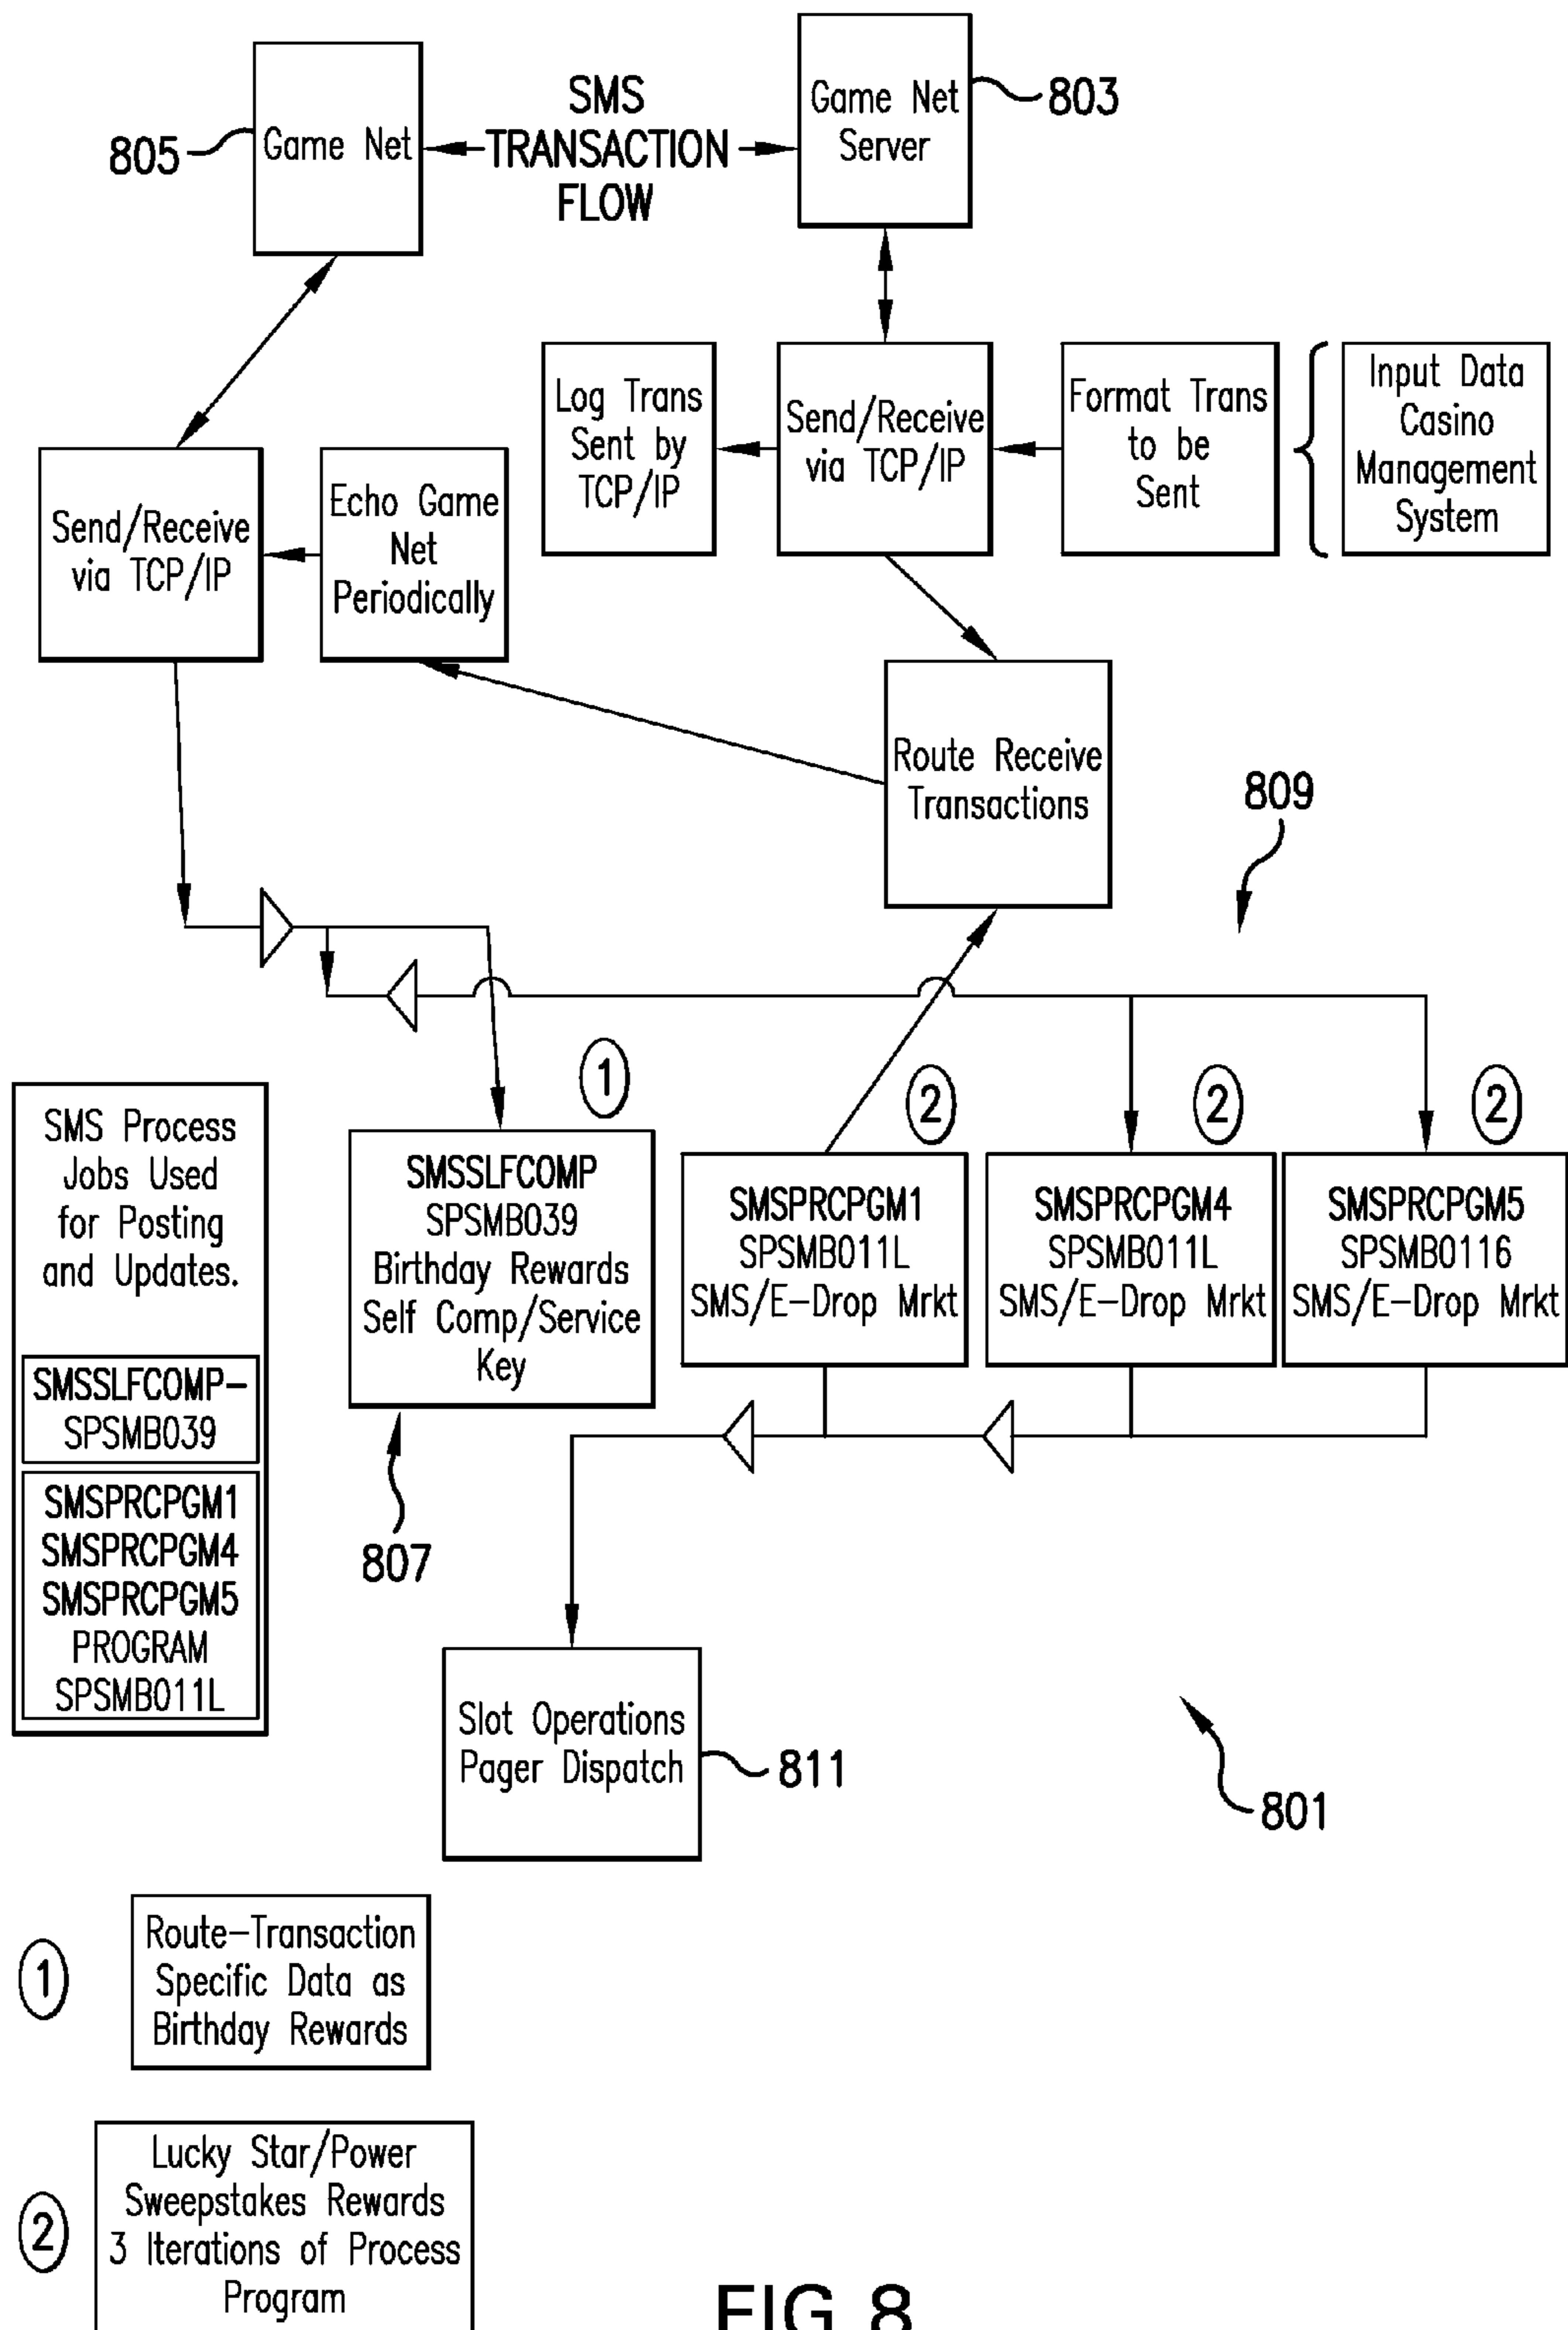 805
Game Net
SMS
TRANSACTION
FLOW
Game Net
Server
803
Send/Receive
via TCP/IP
Echo Game
Net
Periodically
Log Trans
Sent by
TCP/IP
Send/Receive
via TCP/IP
Format Trans
to be
Sent
Input Data
Casino
Management
System
Route Receive
Transactions
809
1
2
2
2
SMS Process
Jobs Used
for Posting
and Updates.
SMSSLFCOMP-
SPSMB039
SMSPRCPGM1
SMSPRCPGM4
SMSPRCPGM5
PROGRAM
SPSMB011L
SMSSLFCOMP
SPSMB039
Birthday Rewards
Self Comp/Service
Key
807
SMSPRCPGM1
SPSMB011L
SMS/E-Drop Mrkt
SMSPRCPGM4
SPSMB011L
SMS/E-Drop Mrkt
SMSPRCPGM5
SPSMB0116
SMS/E-Drop Mrkt
Slot Operations
Pager Dispatch
811
801
1
Route-Transaction
Specific Data as
Birthday Rewards
2
Lucky Star/Power
Sweepstakes Rewards
3 Iterations of Process
Program
FIG 8